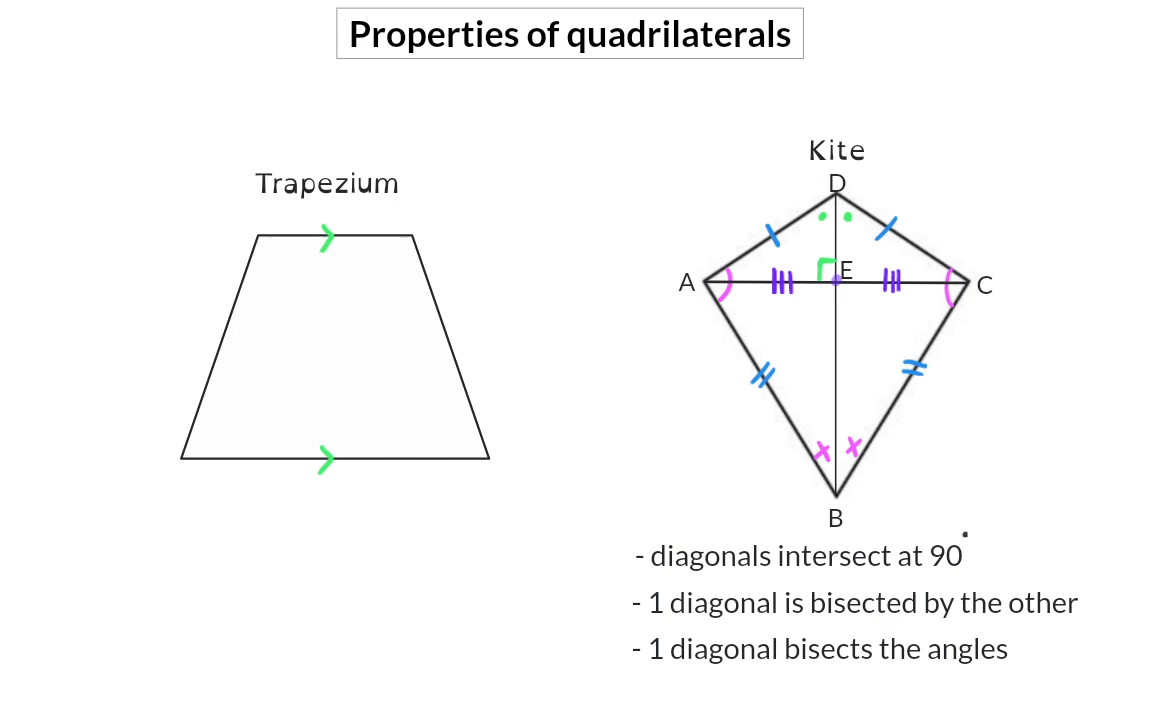 Properties of quadrilaterals
Trapezium
Kite
D
E
A
C
B
- diagonals intersect at 90°
- 1 diagonal is bisected by the other
- 1 diagonal bisects the angles